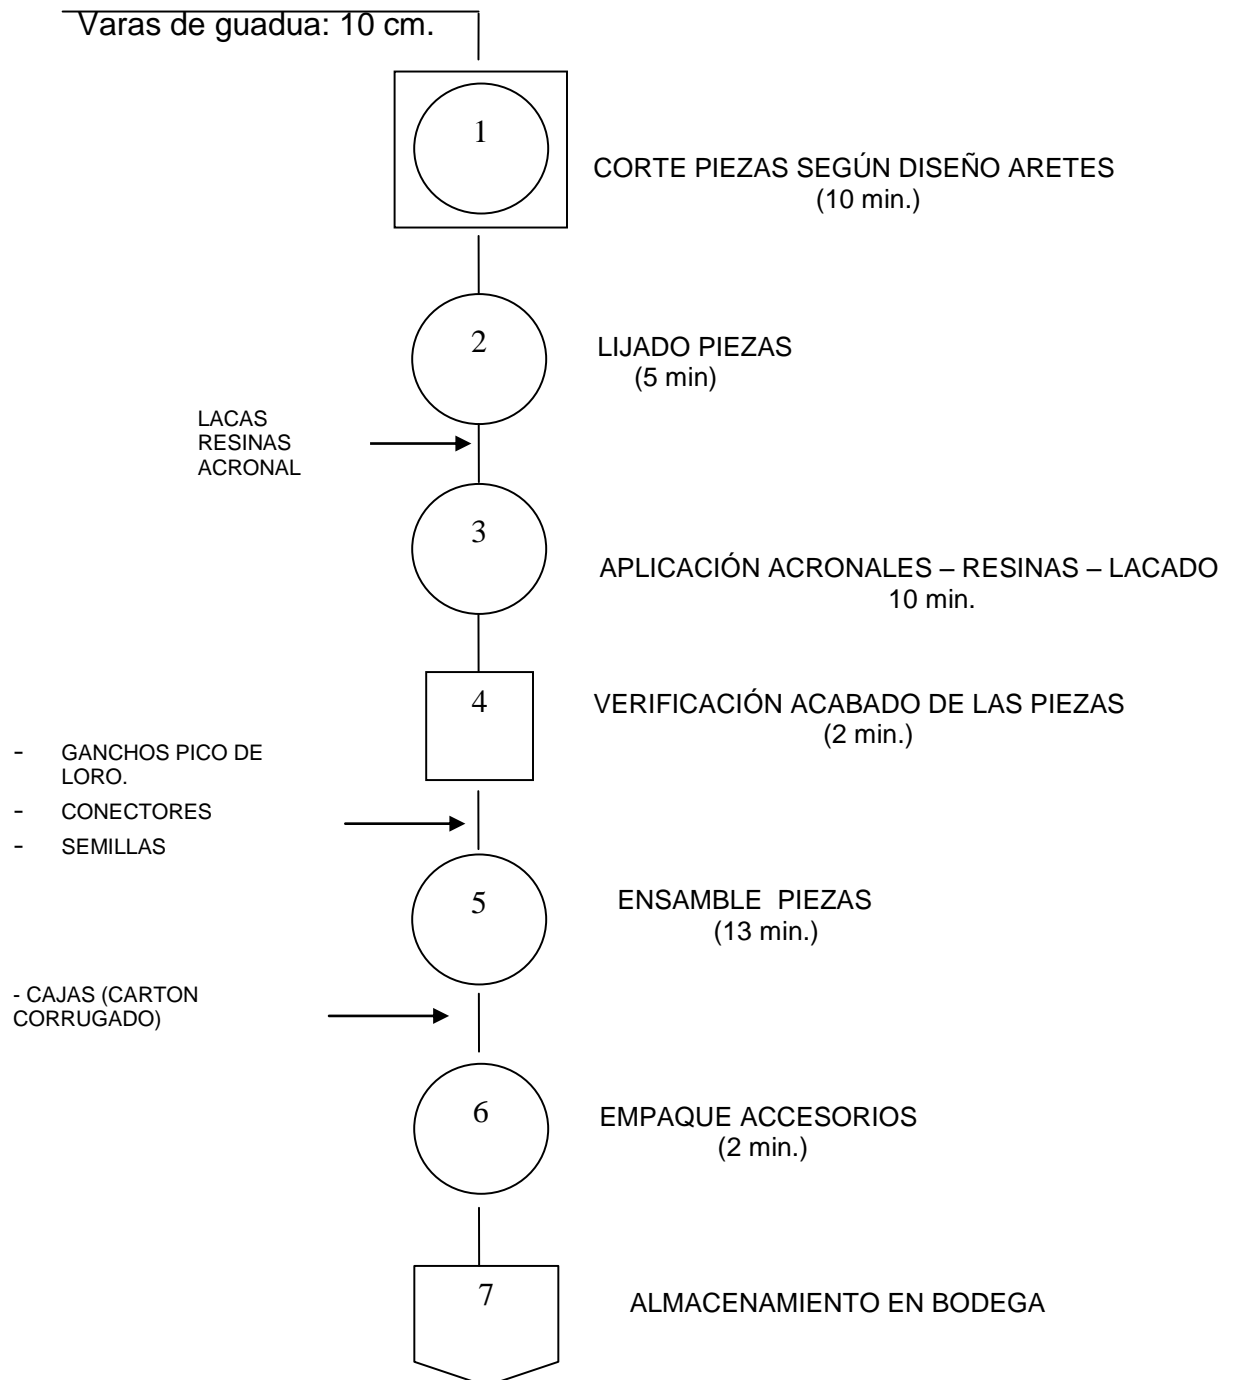 Varas de guadua: 10 cm.
1
CORTE PIEZAS SEGÚN DISEÑO ARETES
(10 min.)
2
LIJADO PIEZAS
(5 min)
LACAS
RESINAS
ACRONAL
3
APLICACIÓN ACRONALES – RESINAS – LACADO
10 min.
4
VERIFICACIÓN ACABADO DE LAS PIEZAS
(2 min.)
- GANCHOS PICO DE
LORO.
- CONECTORES
- SEMILLAS
5
ENSAMBLE PIEZAS
(13 min.)
- CAJAS (CARTON
CORRUGADO)
6
EMPAQUE ACCESORIOS
(2 min.)
7
ALMACENAMIENTO EN BODEGA